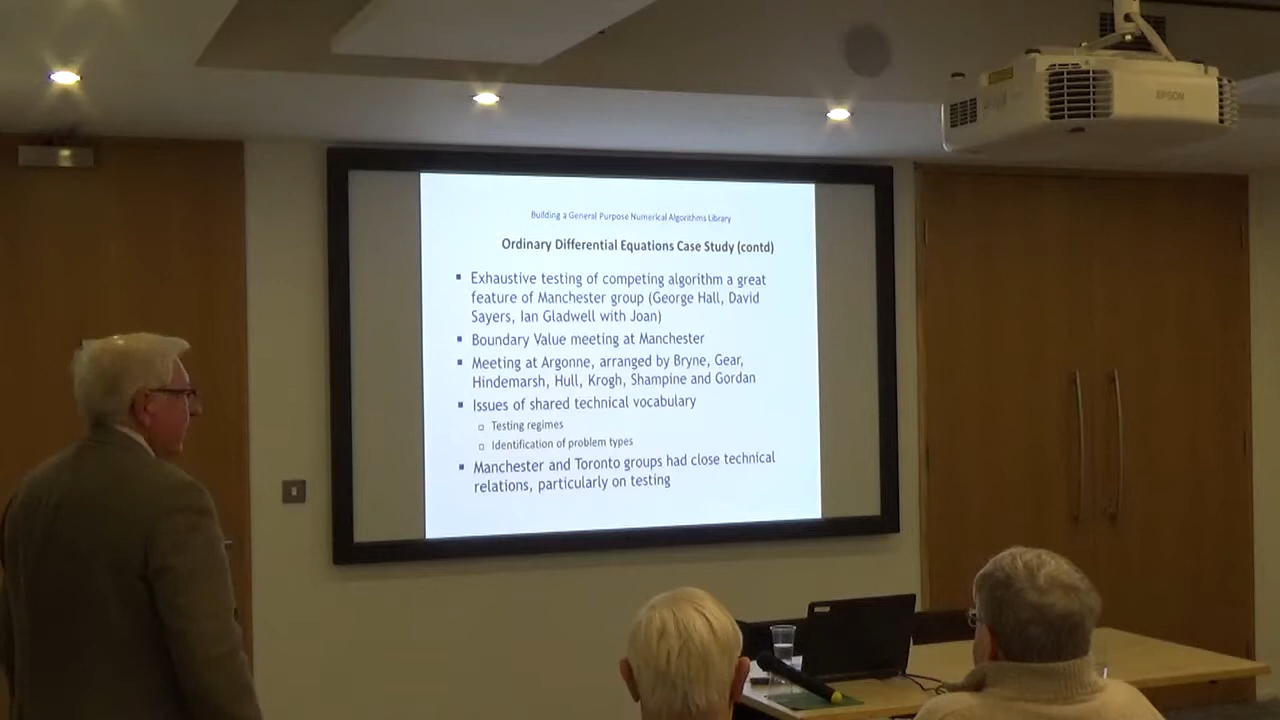 EPSON
Building a General Purpose Numerical Algorithms Library
Ordinary Differential Equations Case Study (contd)
▪ Exhaustive testing of competing algorithm a great
feature of Manchester group (George Hall, David
Sayers, Ian Gladwell with Joan)
▪ Boundary Value meeting at Manchester
▪ Meeting at Argonne, arranged by Bryne, Gear,
Hindemarsh, Hull, Krogh, Shampine and Gordan
▪ Issues of shared technical vocabulary
▫ Testing regimes
▫ Identification of problem types
▪ Manchester and Toronto groups had close technical
relations, particularly on testing